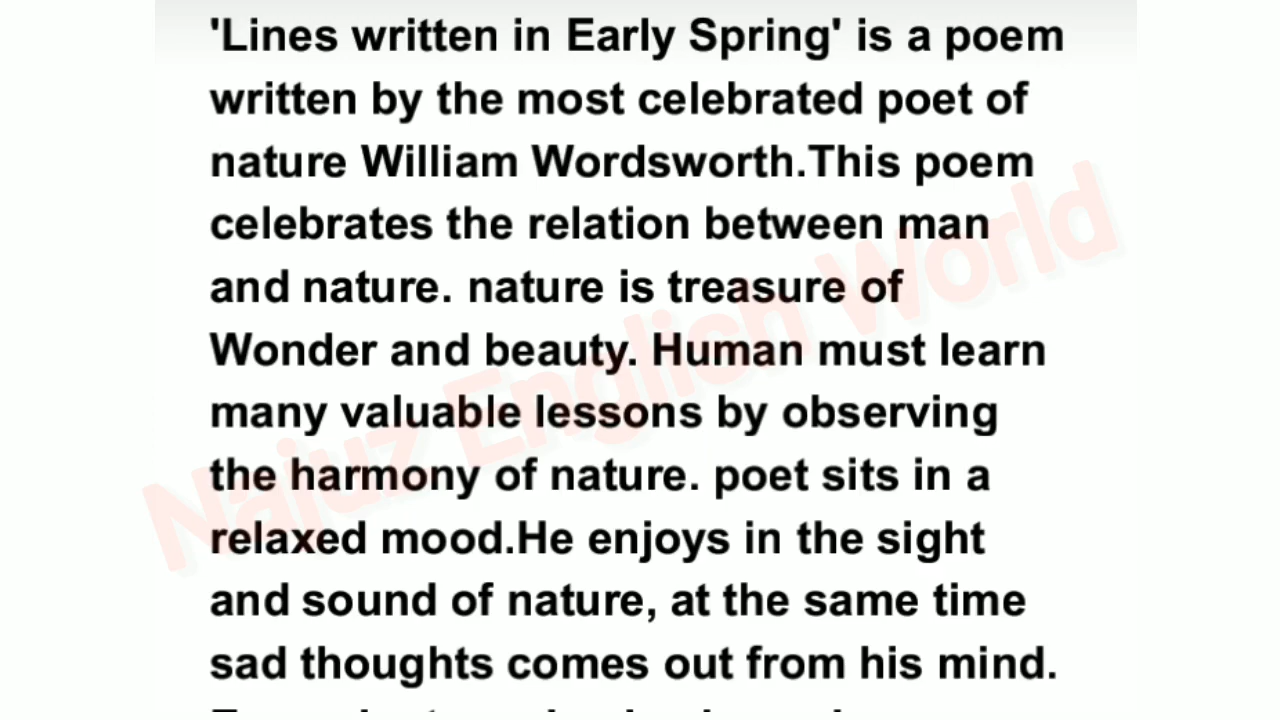 'Lines written in Early Spring' is a poem
written by the most celebrated poet of
nature William Wordsworth.This poem
celebrates the relation between man
and nature. nature is treasure of
Wonder and beauty. Human must learn
many valuable lessons by observing
the harmony of nature. poet sits in a
relaxed mood.He enjoys in the sight
and sound of nature, at the same time
sad thoughts comes out from his mind.
Najuz English World